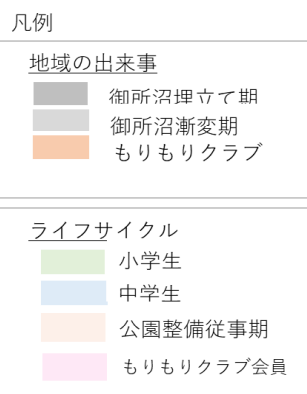 凡例
地域の出来事
御所沼埋立て期
御所沼漸変期
もりもりクラブ
ライフサイクル
小学生
中学生
公園整備従事期
もりもりクラブ会員